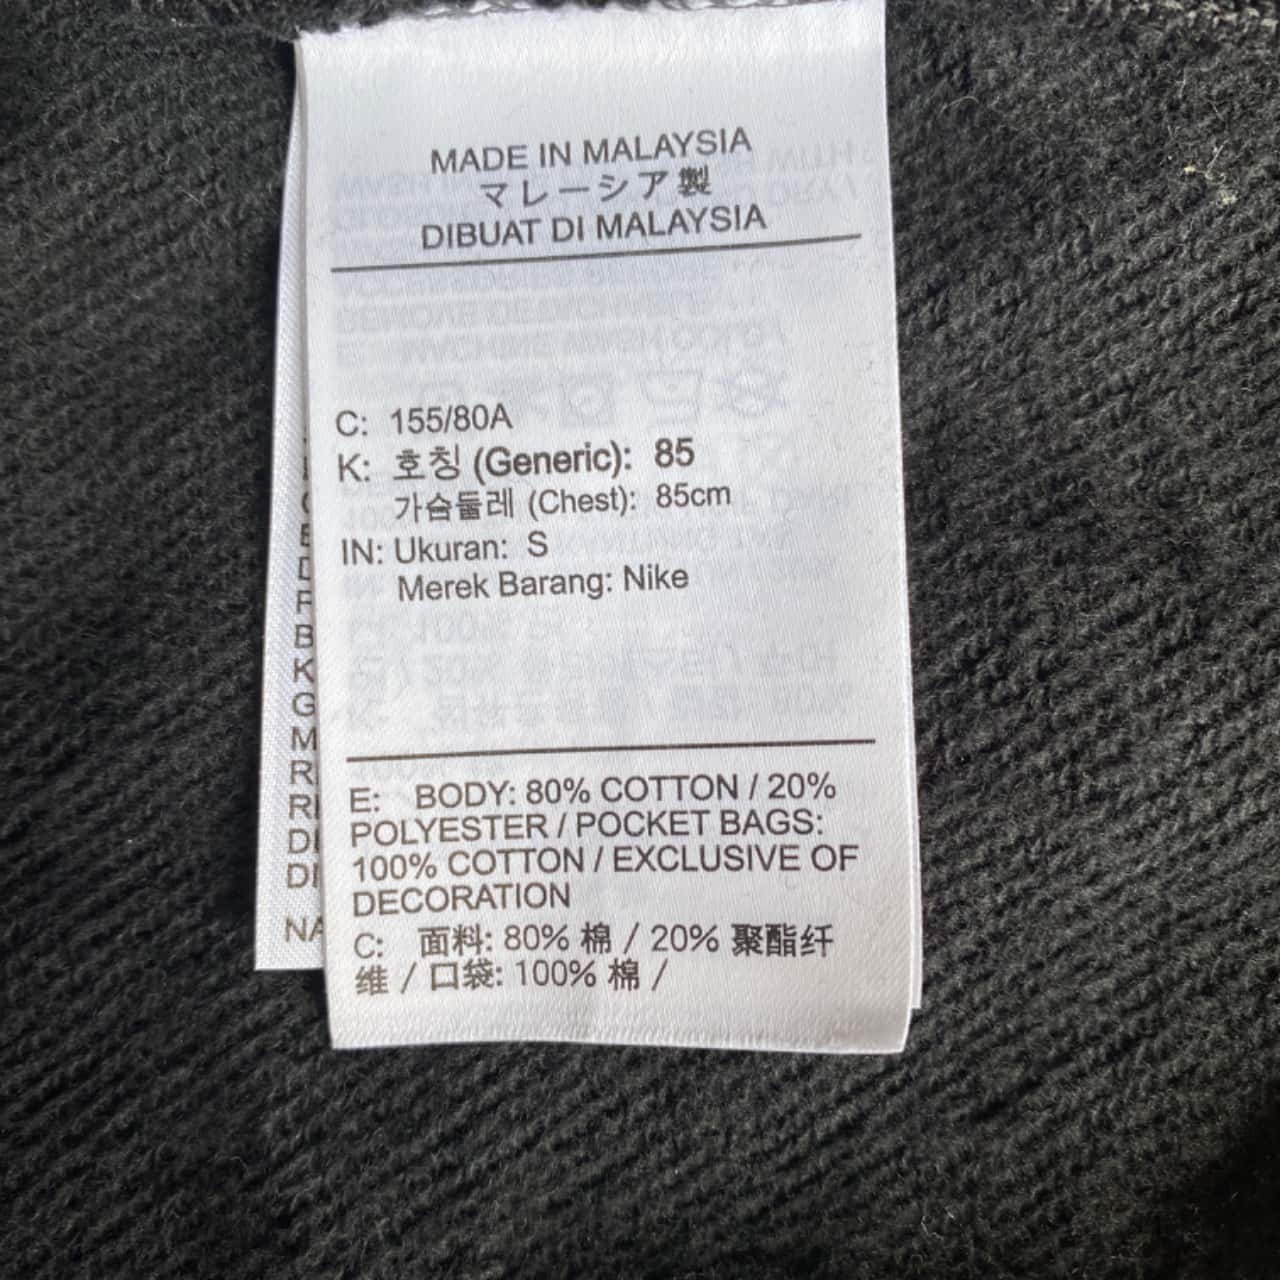 MADE IN MALAYSIA
マレーシア製
DIBUAT DI MALAYSIA
C: 155/80A
K: 호칭 (Generic): 85
가슴둘레 (Chest): 85cm
IN: Ukuran: S
Merek Barang: Nike
E: BODY: 80% COTTON / 20%
POLYESTER / POCKET BAGS:
100% COTTON / EXCLUSIVE OF
DECORATION
C: 面料: 80% 棉 / 20% 聚酯纤
维 / 口袋: 100% 棉 /